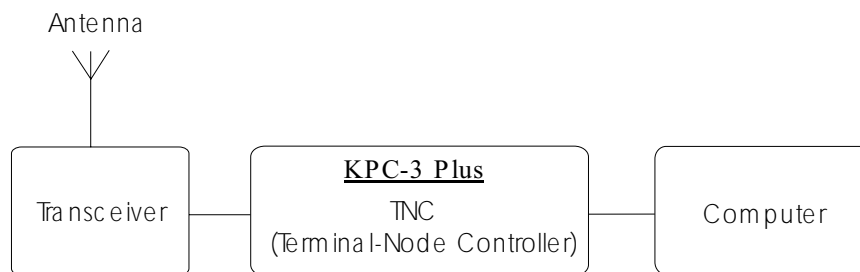 Antenna
KPC-3 Plus
Transceiver
TNC
(Terminal-Node Controller)
Computer